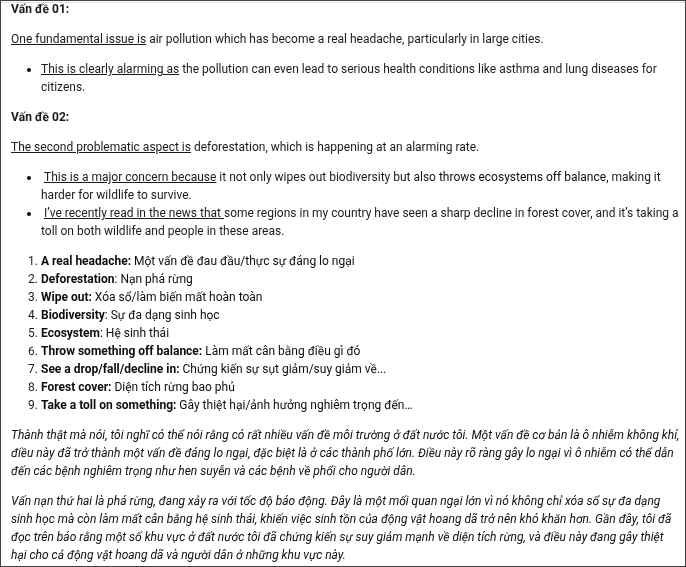 Vấn đề 01:
One fundamental issue is air pollution which has become a real headache, particularly in large cities.
• This is clearly alarming as the pollution can even lead to serious health conditions like asthma and lung diseases for
citizens.
Vấn đề 02:
The second problematic aspect is deforestation, which is happening at an alarming rate.
• This is a major concern because it not only wipes out biodiversity but also throws ecosystems off balance, making it
harder for wildlife to survive.
• I've recently read in the news that some regions in my country have seen a sharp decline in forest cover, and it's taking a
toll on both wildlife and people in these areas.
1. A real headache: Một vấn đề đau đầu/thực sự đáng lo ngại
2. Deforestation: Nạn phá rừng
3. Wipe out: Xóa sổ/làm biến mất hoàn toàn
4. Biodiversity: Sự đa dạng sinh học
5. Ecosystem: Hệ sinh thái
6. Throw something off balance: Làm mất cân bằng điều gì đó
7. See a drop/fall/decline in: Chứng kiến sự sụt giảm/suy giảm về...
8. Forest cover: Diện tích rừng bao phủ
9. Take a toll on something: Gây thiệt hại/ảnh hưởng nghiêm trọng đến...
Thành thật mà nói, tôi nghĩ có thể nói rằng có rất nhiều vấn đề môi trường ở đất nước tôi. Một vấn đề cơ bản là ô nhiễm không khí,
điều này đã trở thành một vấn đề đáng lo ngại, đặc biệt là ở các thành phố lớn. Điều này rõ ràng gây lo ngại vì ô nhiễm có thể dẫn
đến các bệnh nghiêm trọng như hen suyễn và các bệnh về phổi cho người dân.
Vấn nạn thứ hai là phá rừng, đang xảy ra với tốc độ báo động. Đây là một mối quan ngại lớn vì nó không chỉ xóa sổ sự đa dạng
sinh học mà còn làm mất cân bằng hệ sinh thái, khiến việc sinh tồn của động vật hoang dã trở nên khó khăn hơn. Gần đây, tôi đã
đọc trên báo rằng một số khu vực ở đất nước tôi đã chứng kiến sự suy giảm mạnh về diện tích rừng, và điều này đang gây thiệt
hại cho cả động vật hoang dã và người dân ở những khu vực này.